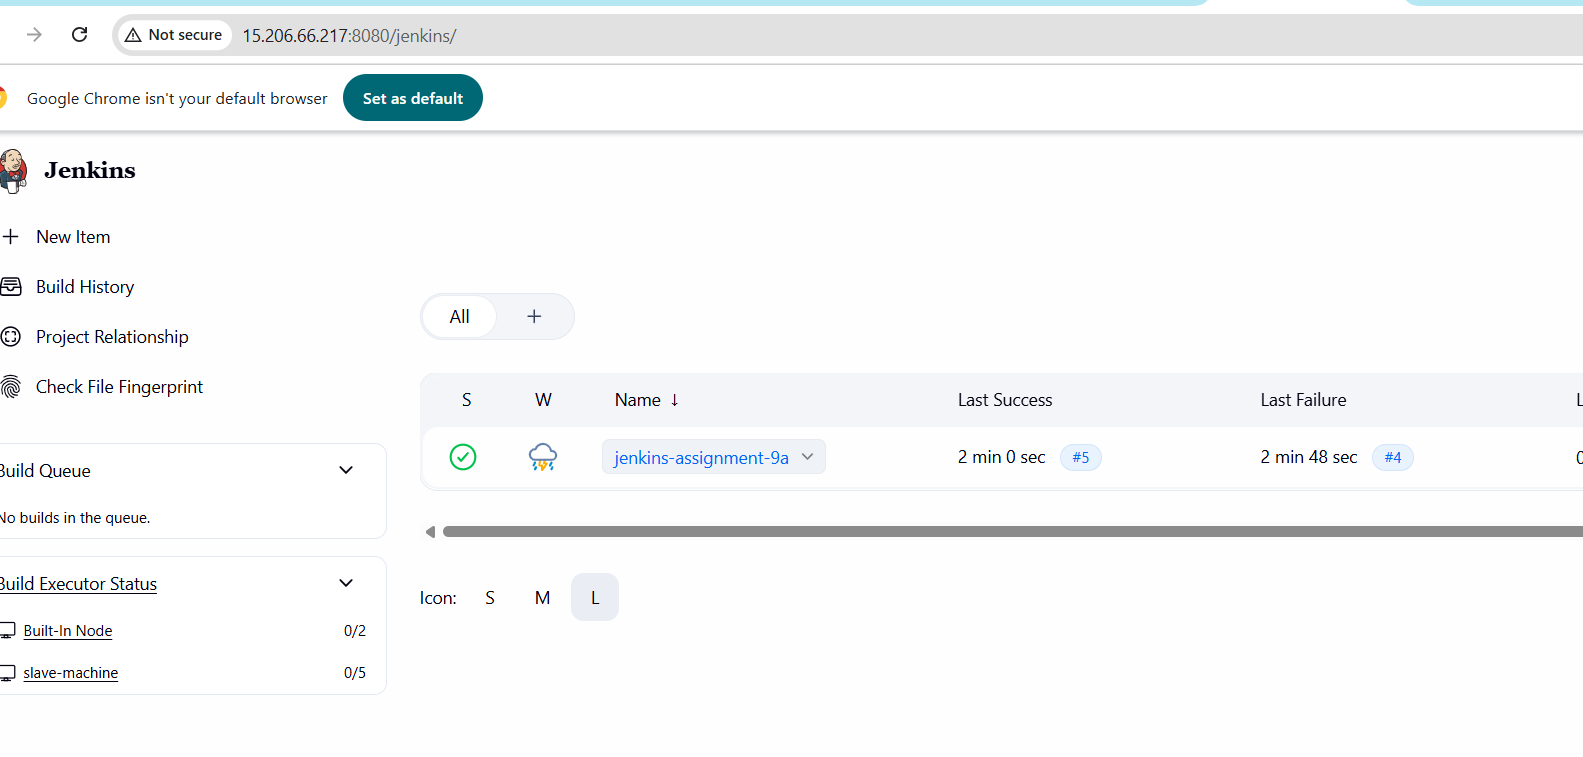 Not secure 15.206.66.217:8080/jenkins/
Google Chrome isn't your default browser Set as default
Jenkins
New Item
Build History
Project Relationship
Check File Fingerprint
Build Queue
No builds in the queue.
Build Executor Status
Built-In Node 0/2
slave-machine 0/5
All +
S W Name ↓ Last Success Last Failure L
jenkins-assignment-9a 2 min 0 sec #5 2 min 48 sec #4
Icon: S M L